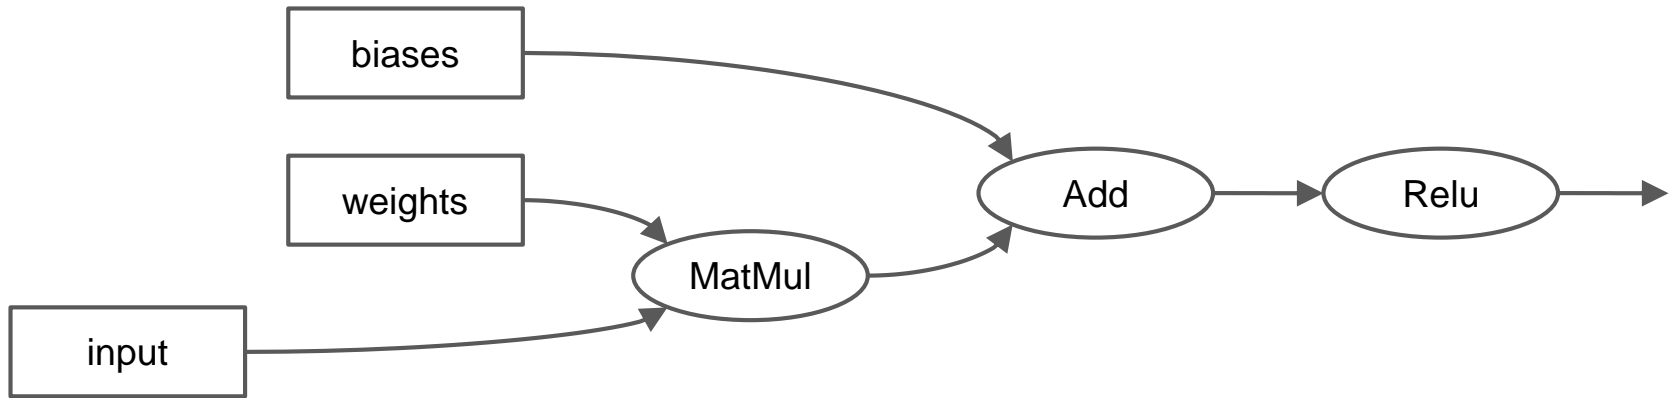 biases
weights
input
MatMul
Add
Relu